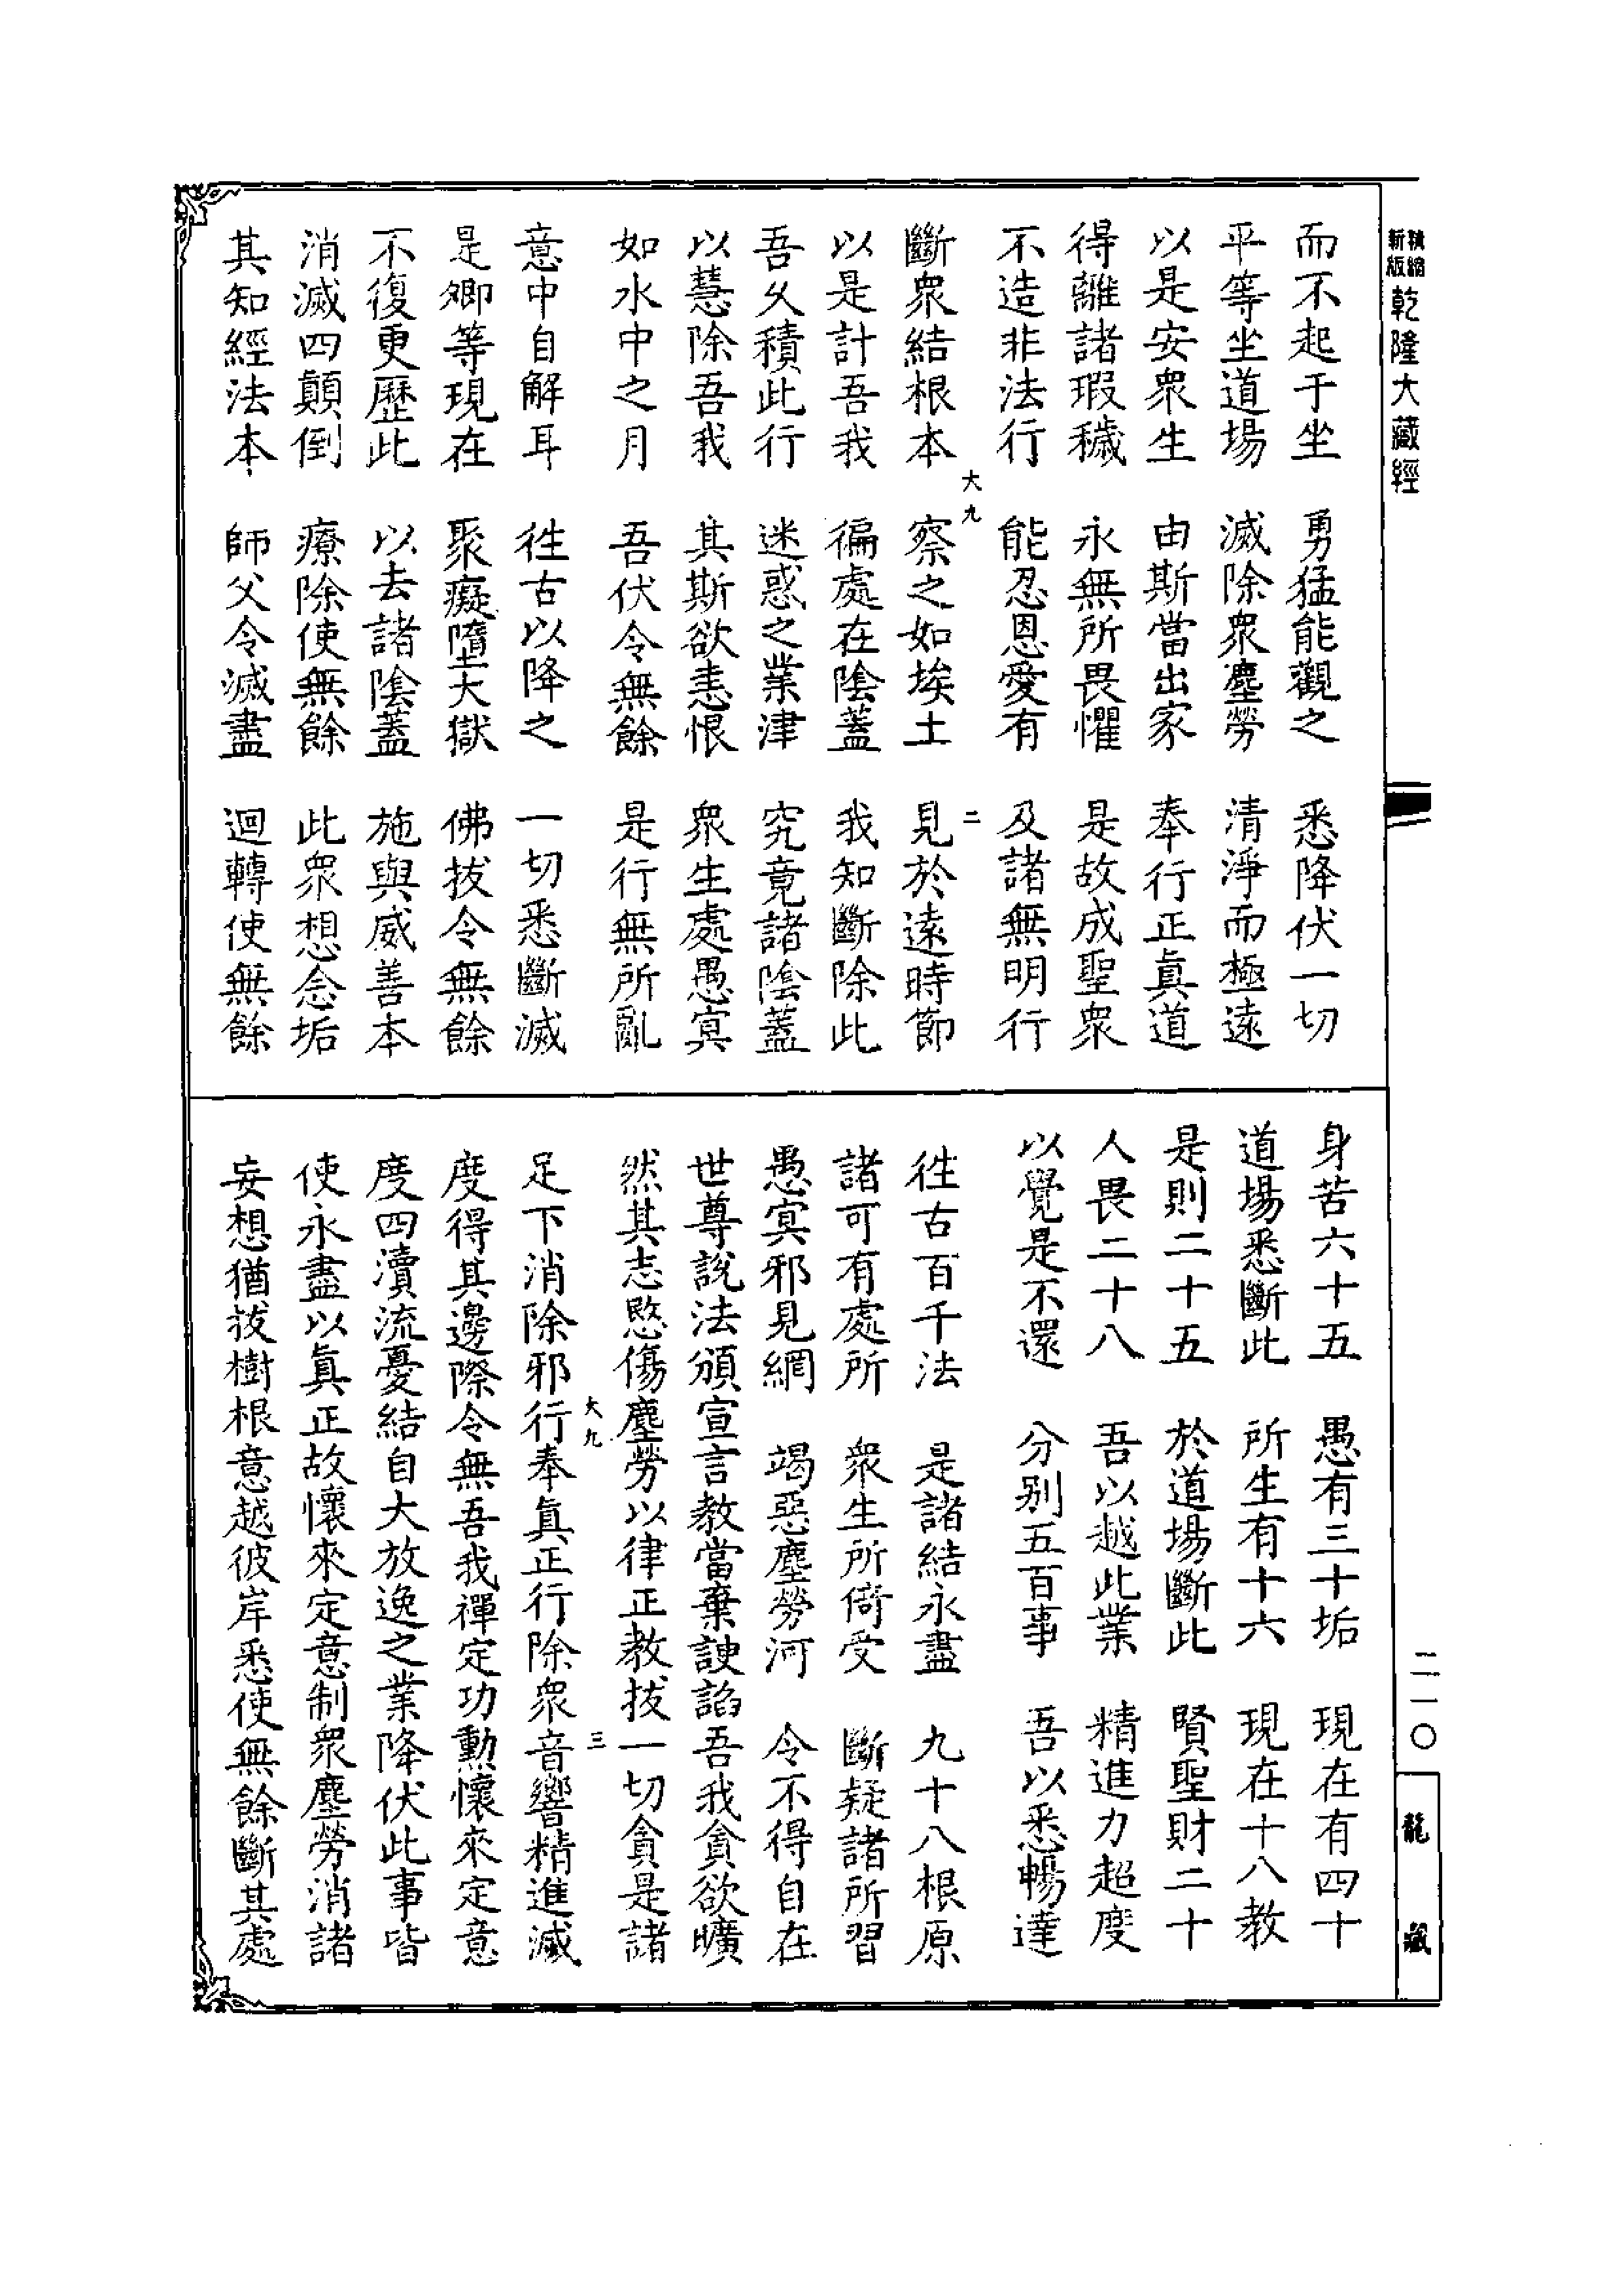 精縮新版乾隆大藏經
而不起于坐　勇猛能觀之　悉降伏一切
平等坐道場　滅除衆塵勞　清淨而極遠
以是安衆生　由斯當出家　奉行正眞道
得離諸瑕穢　永無所畏懼　是故成聖衆
不造非法行　能忍恩愛有　及諸無明行
大九　二
斷衆結根本　察之如埃土　見於遠時節
以是計吾我　徧處在陰蓋　我知斷除此
吾久積此行　迷惑之業津　究竟諸陰蓋
以慧除吾我　其斯欲恚恨　衆生處愚冥
如水中之月　吾伏令無餘　是行無所亂
意中自解耳　徃古以降之　一切悉斷滅
是卿等現在　聚癡墮大獄　佛拔令無餘
不復更歷此　以去諸陰蓋　施與威善本
消滅四顛倒　療除使無餘　此衆想念垢
其知經法本　師父令滅盡　迴轉使無餘
身苦六十五　愚有三十垢　現在有四十
道場悉斷此　所生有十六　現在十八教
是則二十五　於道場斷此　賢聖財二十
人畏二十八　吾以越此業　精進力超度
以覺是不還　分别五百事　吾以悉暢達
徃古百千法　是諸結永盡　九十八根原
諸可有處所　衆生所倚受　斷疑諸所習
愚冥邪見網　竭惡塵勞河　令不得自在
世尊說法頒宣言教當棄諛諂吾我貪欲曠
然其志愍傷塵勞以律正教拔一切貪是諸
大九　三
足下消除邪行奉眞正行除衆音響精進滅
度得其邊際令無吾我禪定功勳懷來定意
度四瀆流憂結自大放逸之業降伏此事皆
使永盡以眞正故懷來定意制衆塵勞消諸
妄想猶拔樹根意越彼岸悉使無餘斷其處
二一〇
龍藏